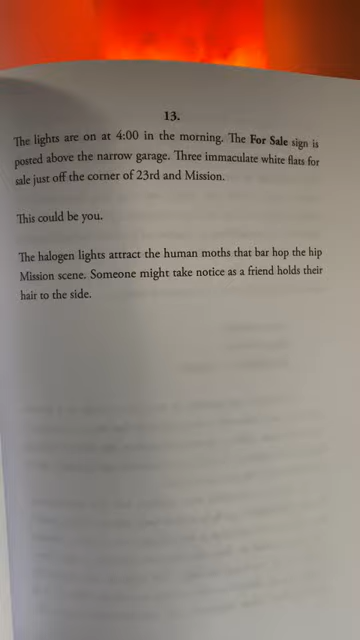 13.
The lights are on at 4:00 in the morning. The For Sale sign is
posted above the narrow garage. Three immaculate white flats for
sale just off the corner of 23rd and Mission.
This could be you.
The halogen lights attract the human moths that bar hop the hip
Mission scene. Someone might take notice as a friend holds their
hair to the side.